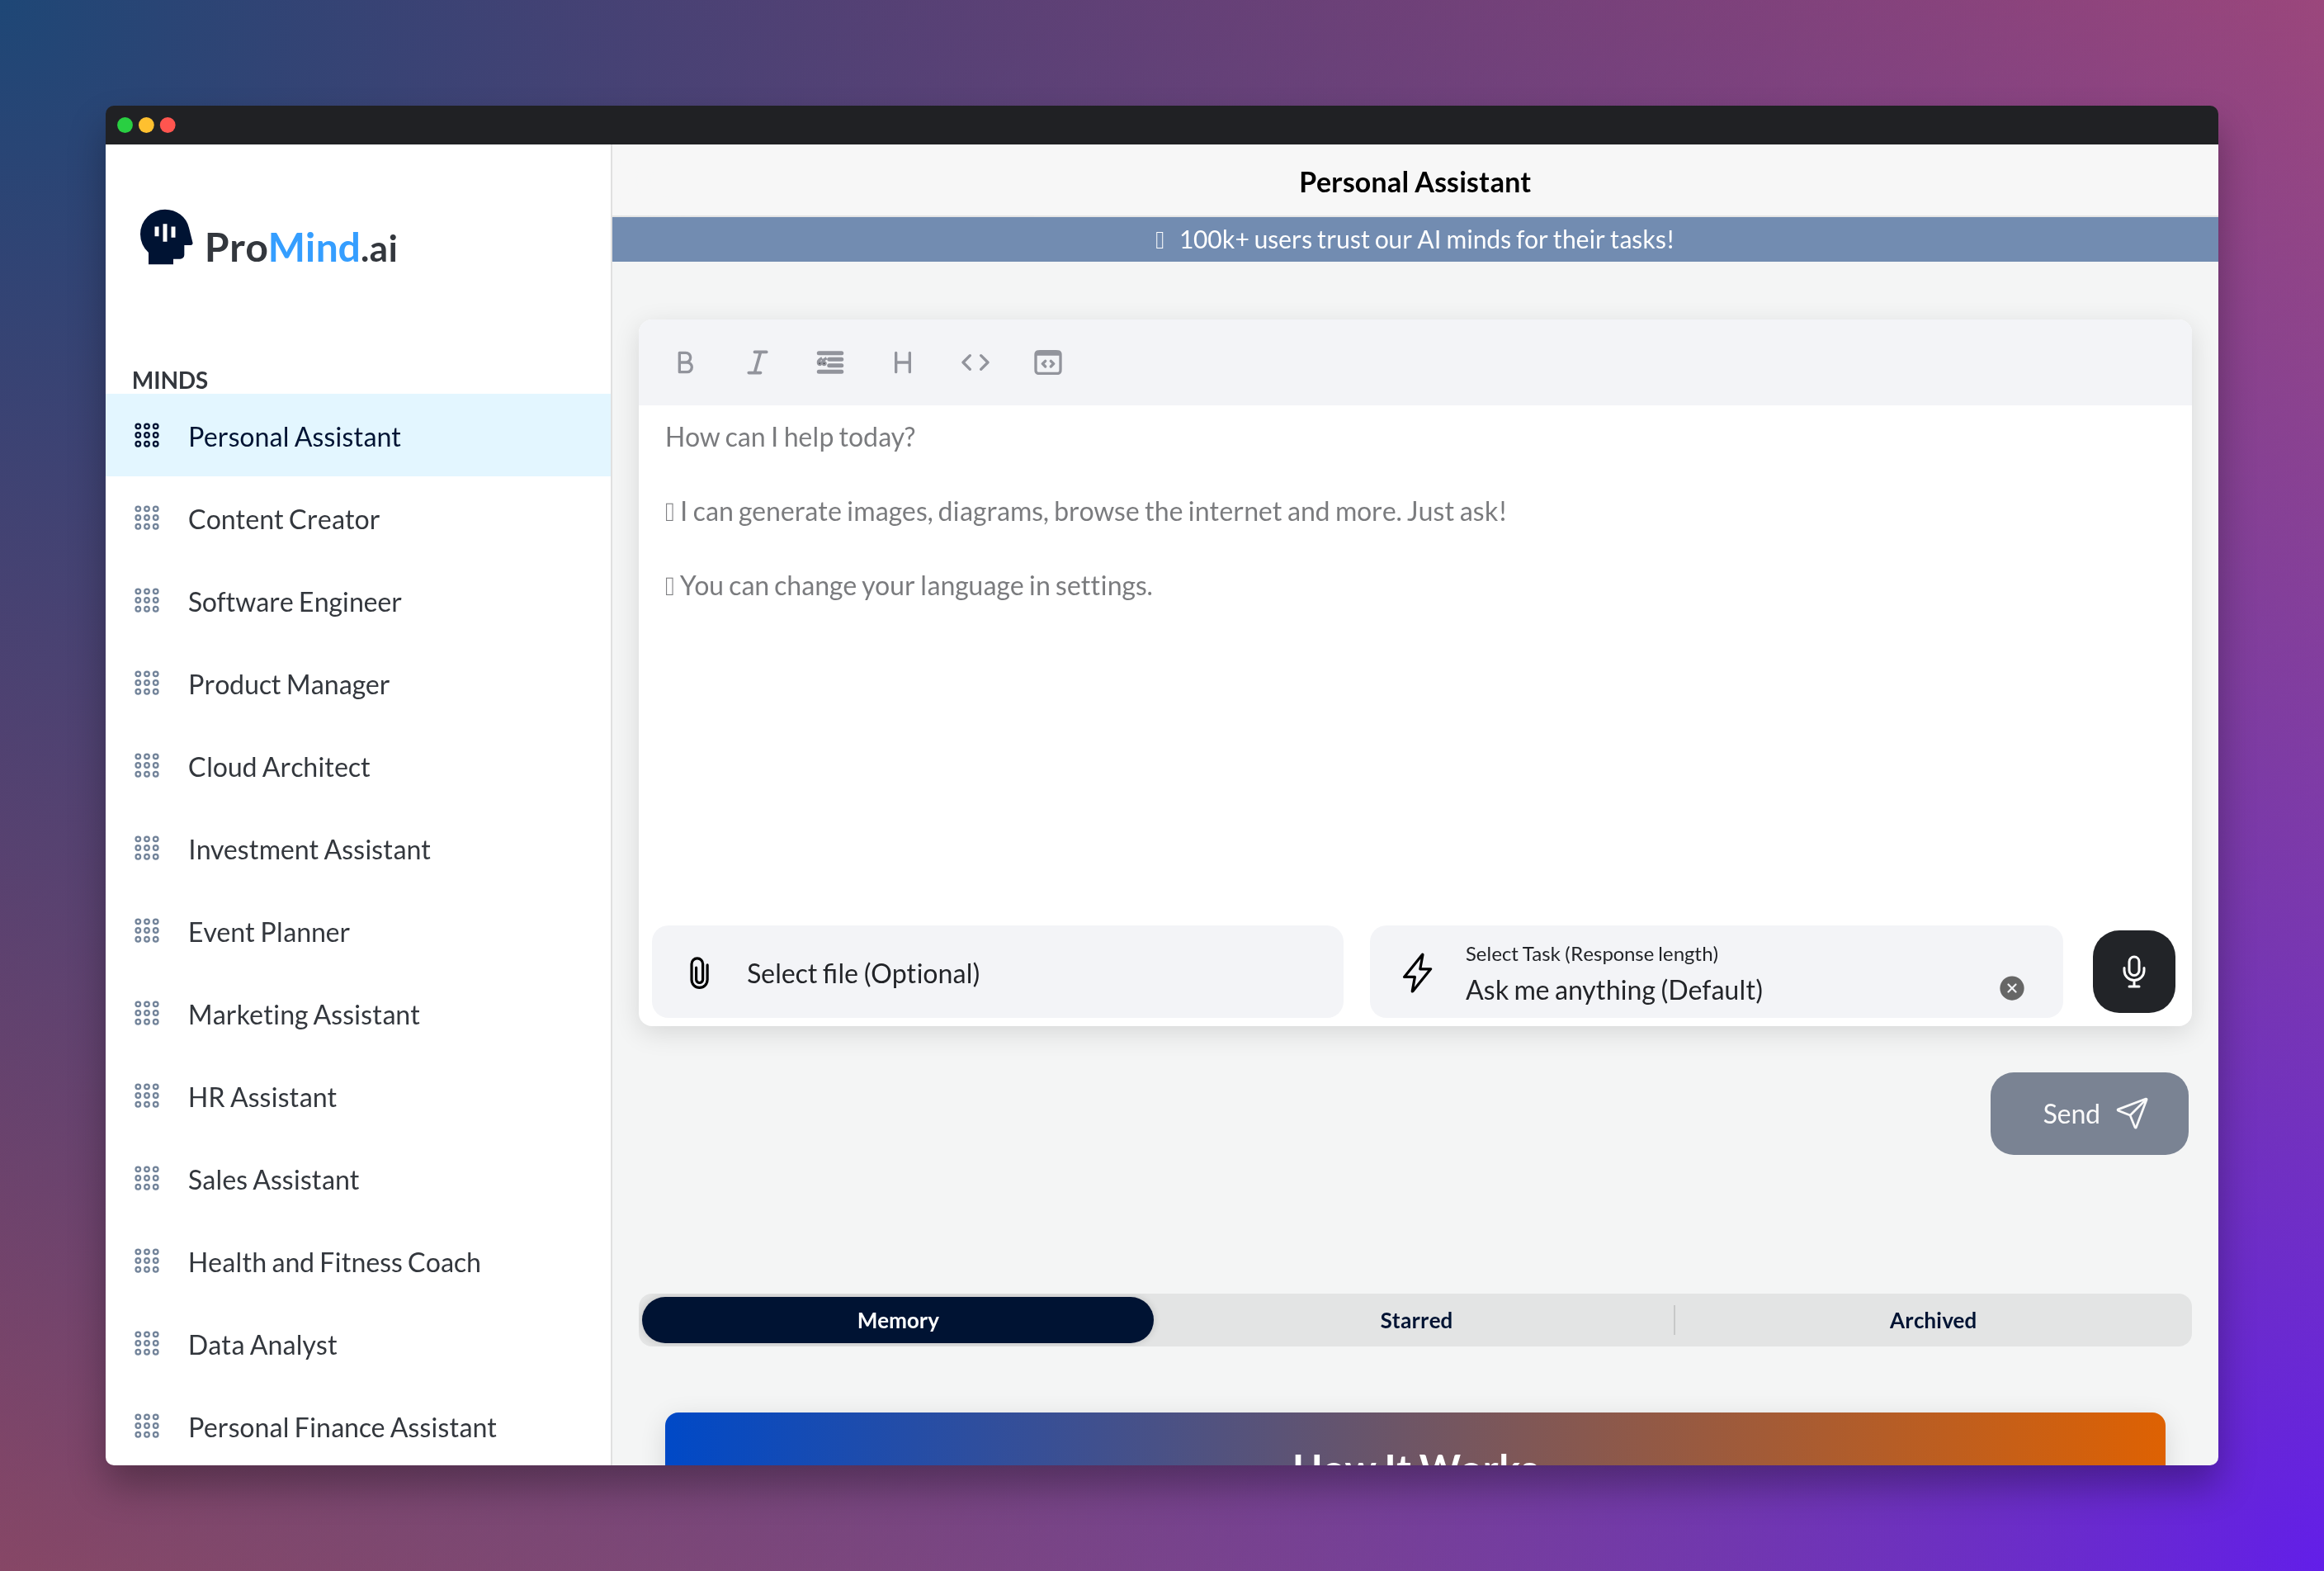 ProMind.ai
MINDS
Personal Assistant
Content Creator
Software Engineer
Product Manager
Cloud Architect
Investment Assistant
Event Planner
Marketing Assistant
HR Assistant
Sales Assistant
Health and Fitness Coach
Data Analyst
Personal Finance Assistant
Personal Assistant
100k+ users trust our AI minds for their tasks!
B I H
How can I help today?
I can generate images, diagrams, browse the internet and more. Just ask!
You can change your language in settings.
Select file (Optional)
Select Task (Response length)
Ask me anything (Default)
Send
Memory Starred Archived
How It Works